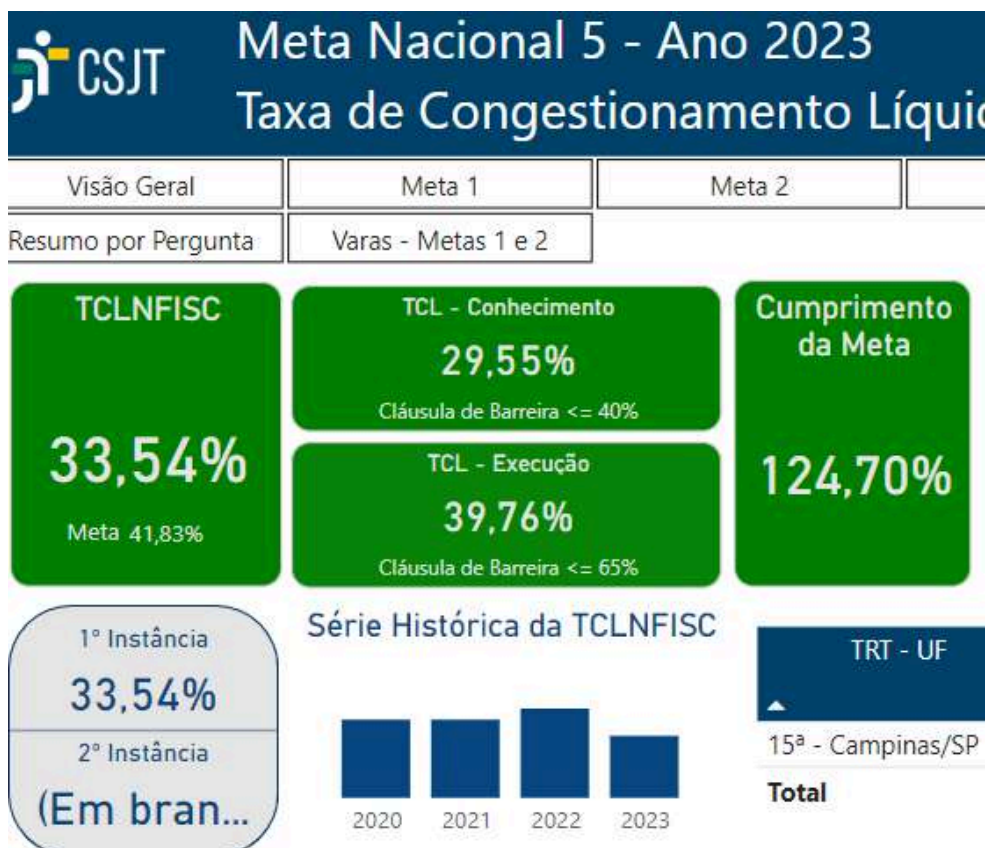 CSJT
Meta Nacional 5 - Ano 2023
Taxa de Congestionamento Líquic
Visão Geral
Meta 1
Meta 2
Resumo por Pergunta
Varas - Metas 1 e 2
TCLNFISC
33,54%
Meta 41,83%
TCL - Conhecimento
29,55%
Cláusula de Barreira <= 40%
TCL - Execução
39,76%
Cláusula de Barreira <= 65%
Cumprimento
da Meta
124,70%
1° Instância
33,54%
2° Instância
(Em bran...
Série Histórica da TCLNFISC
2020 2021 2022 2023
TRT - UF
15ª - Campinas/SP
Total